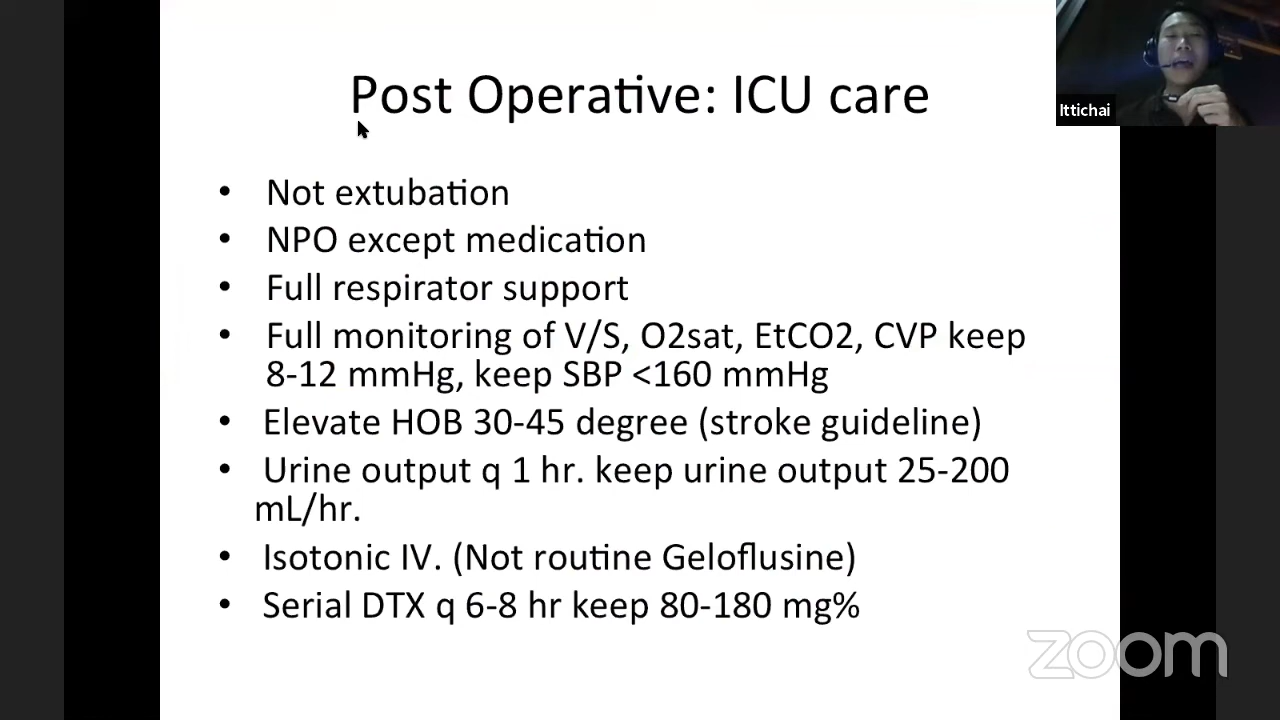 Post Operative: ICU care
Ittichai
• Not extubation
• NPO except medication
• Full respirator support
• Full monitoring of V/S, O2sat, EtCO2, CVP keep
8-12 mmHg, keep SBP <160 mmHg
• Elevate HOB 30-45 degree (stroke guideline)
• Urine output q 1 hr. keep urine output 25-200
mL/hr.
• Isotonic IV. (Not routine Geloflusine)
• Serial DTX q 6-8 hr keep 80-180 mg%
zoom